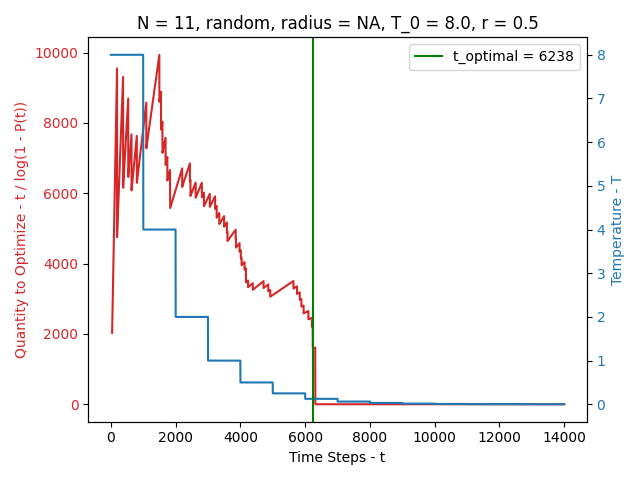 N = 11, random, radius = NA, T_0 = 8.0, r = 0.5
t_optimal = 6238
Quantity to Optimize - t / log(1 - P(t))
10000
8000
6000
4000
2000
0
8
7
6
5
4
3
2
1
0
Temperature - T
0 2000 4000 6000 8000 10000 12000 14000
Time Steps - t